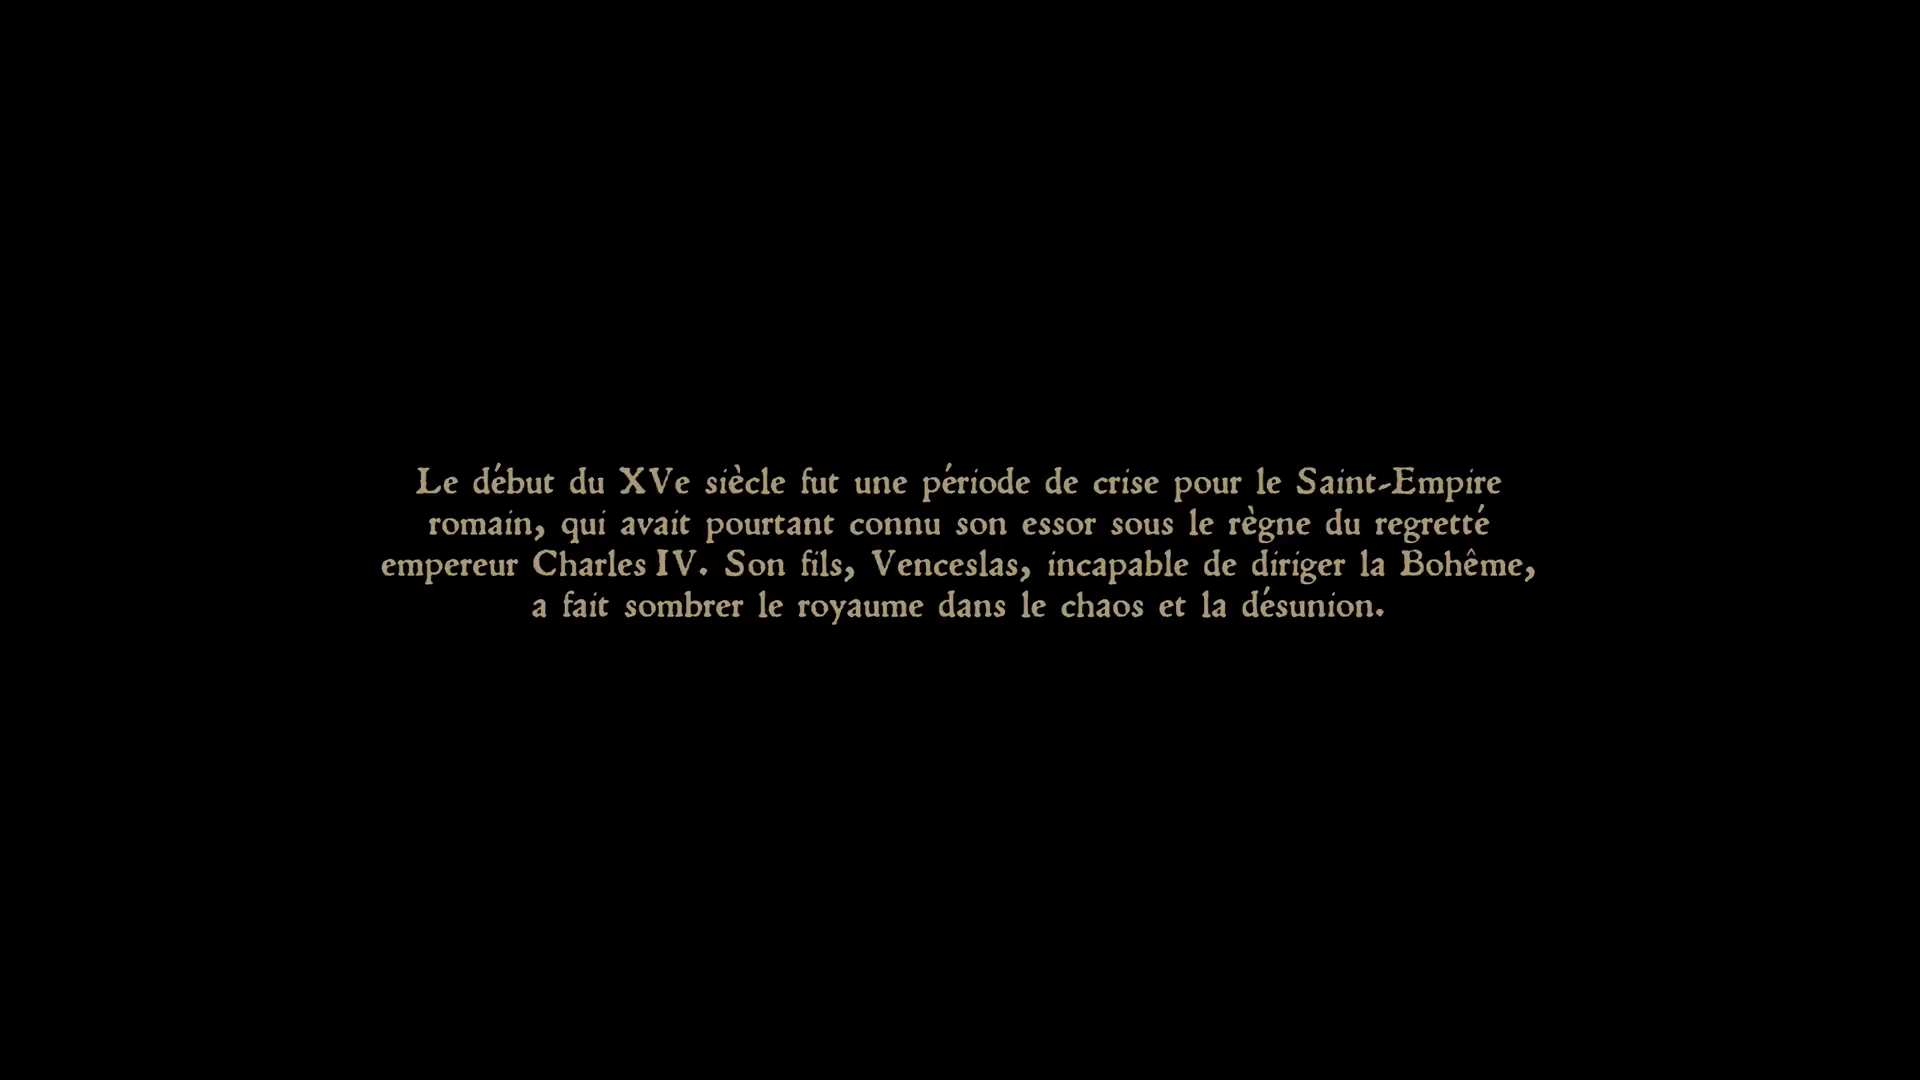 Le début du XVe siècle fut une période de crise pour le Saint-Empire
romain, qui avait pourtant connu son essor sous le règne du regretté
empereur Charles IV. Son fils, Venceslas, incapable de diriger la Bohême,
a fait sombrer le royaume dans le chaos et la désunion.